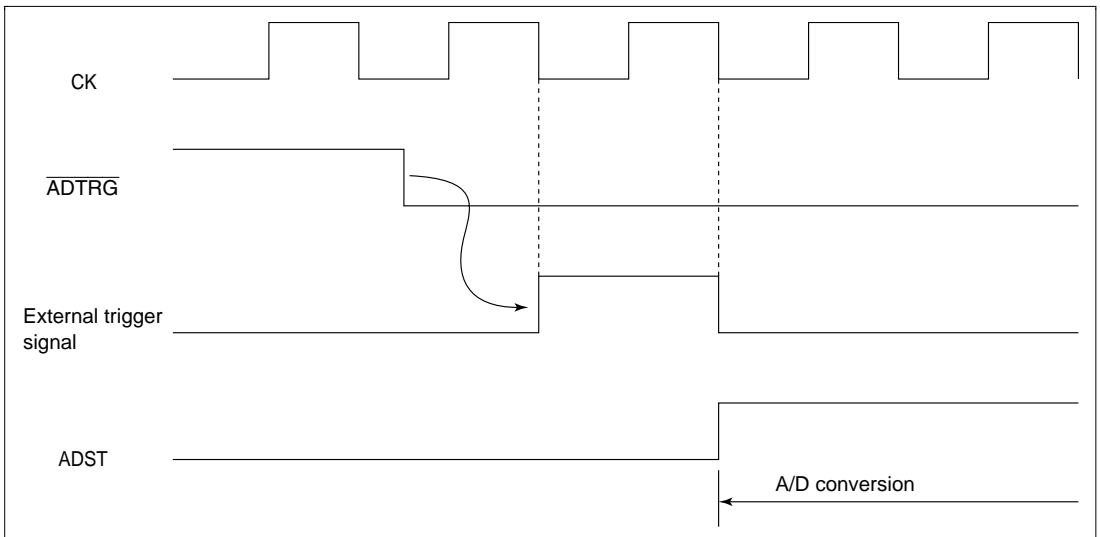 CK
ADTRG
External trigger
signal
ADST
A/D conversion